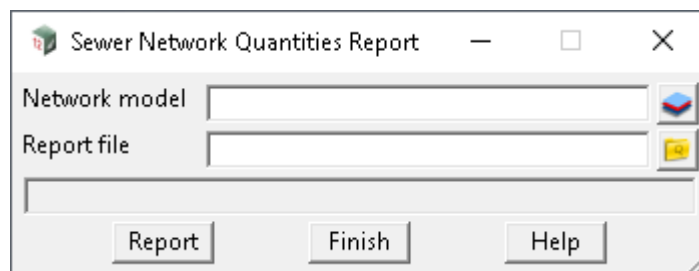 Sewer Network Quantities Report
Network model
Report file
Report Finish Help